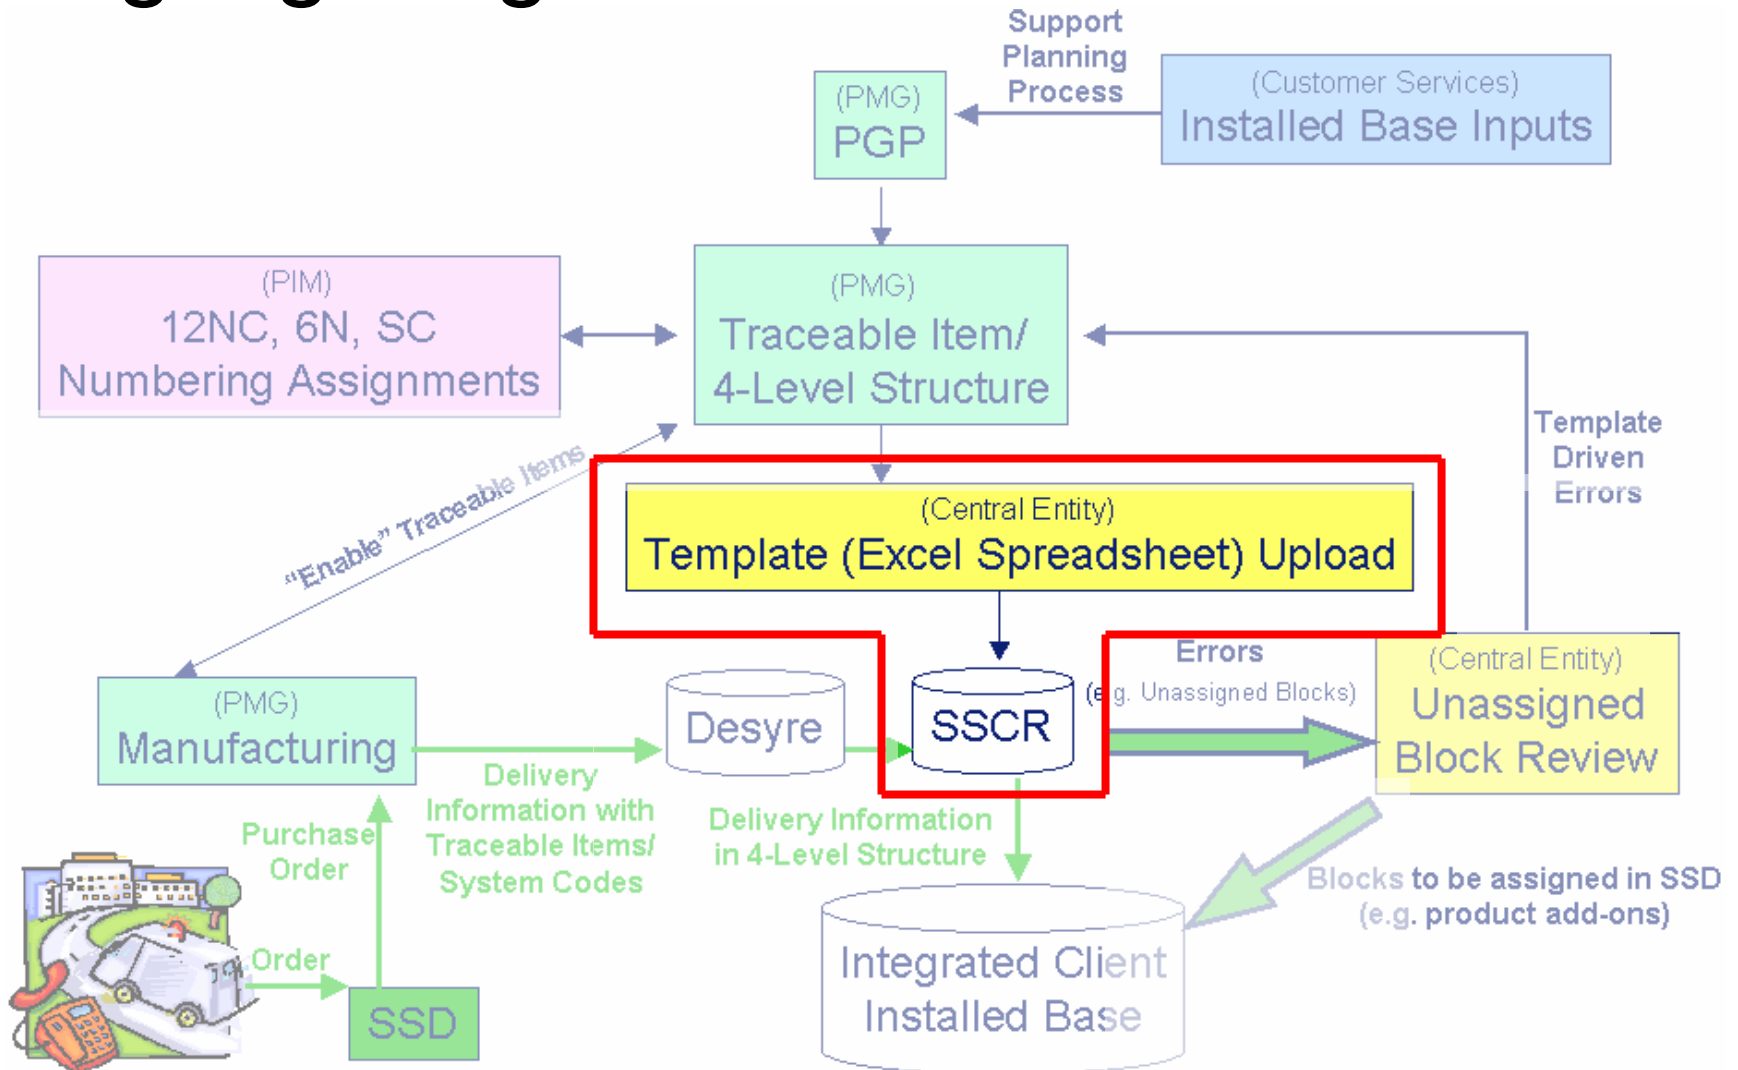 Support
Planning
Process
(Customer Services)
Installed Base Inputs
(PMG)
PGP
(PIM)
12NC, 6N, SC
Numbering Assignments
(PMG)
Traceable Item/
4-Level Structure
Template
Driven
Errors
“Enable” Traceable Items
(Central Entity)
Template (Excel Spreadsheet) Upload
Errors
(e.g. Unassigned Blocks)
(Central Entity)
Unassigned
Block Review
(PMG)
Manufacturing
Desyre
SSCR
Delivery
Information with
Traceable Items/
System Codes
Delivery Information
in 4-Level Structure
Purchase
Order
Blocks to be assigned in SSD
(e.g. product add-ons)
Order
SSD
Integrated Client
Installed Base